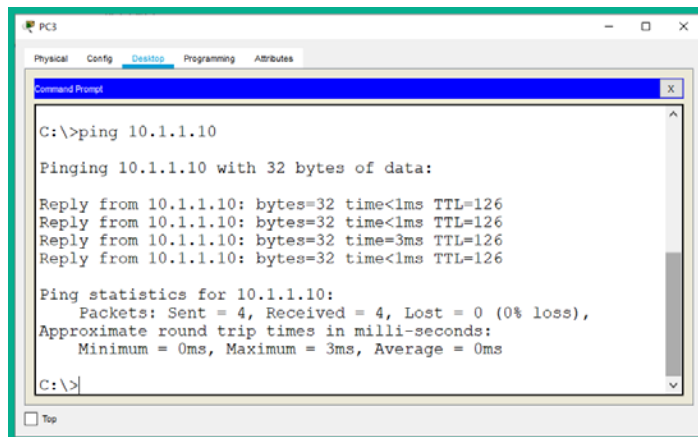 PC3
Physical Config Desktop Programming Attributes
Command Prompt
X
C:\>ping 10.1.1.10
Pinging 10.1.1.10 with 32 bytes of data:
Reply from 10.1.1.10: bytes=32 time<1ms TTL=126
Reply from 10.1.1.10: bytes=32 time<1ms TTL=126
Reply from 10.1.1.10: bytes=32 time=3ms TTL=126
Reply from 10.1.1.10: bytes=32 time<1ms TTL=126
Ping statistics for 10.1.1.10:
Packets: Sent = 4, Received = 4, Lost = 0 (0% loss),
Approximate round trip times in milli-seconds:
Minimum = 0ms, Maximum = 3ms, Average = 0ms
C:\>
Top